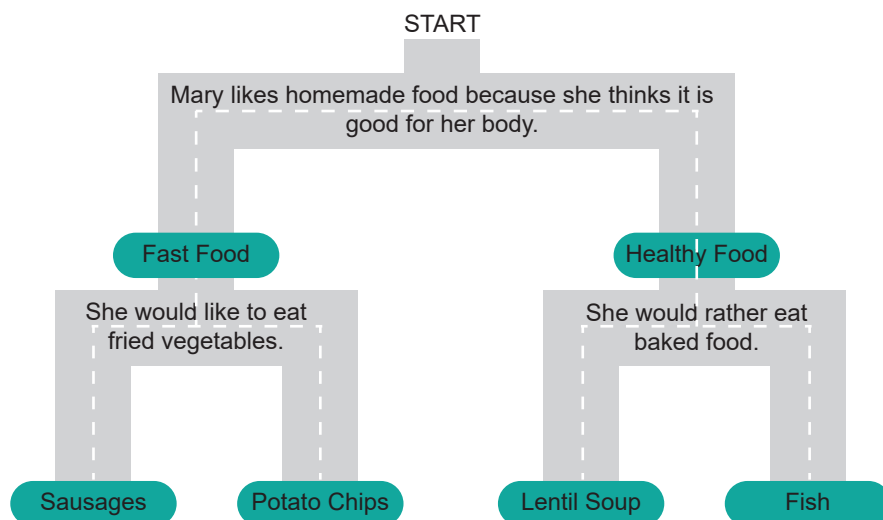 START
Mary likes homemade food because she thinks it is
good for her body.
Fast Food
Healthy Food
She would like to eat
fried vegetables.
She would rather eat
baked food.
Sausages
Potato Chips
Lentil Soup
Fish